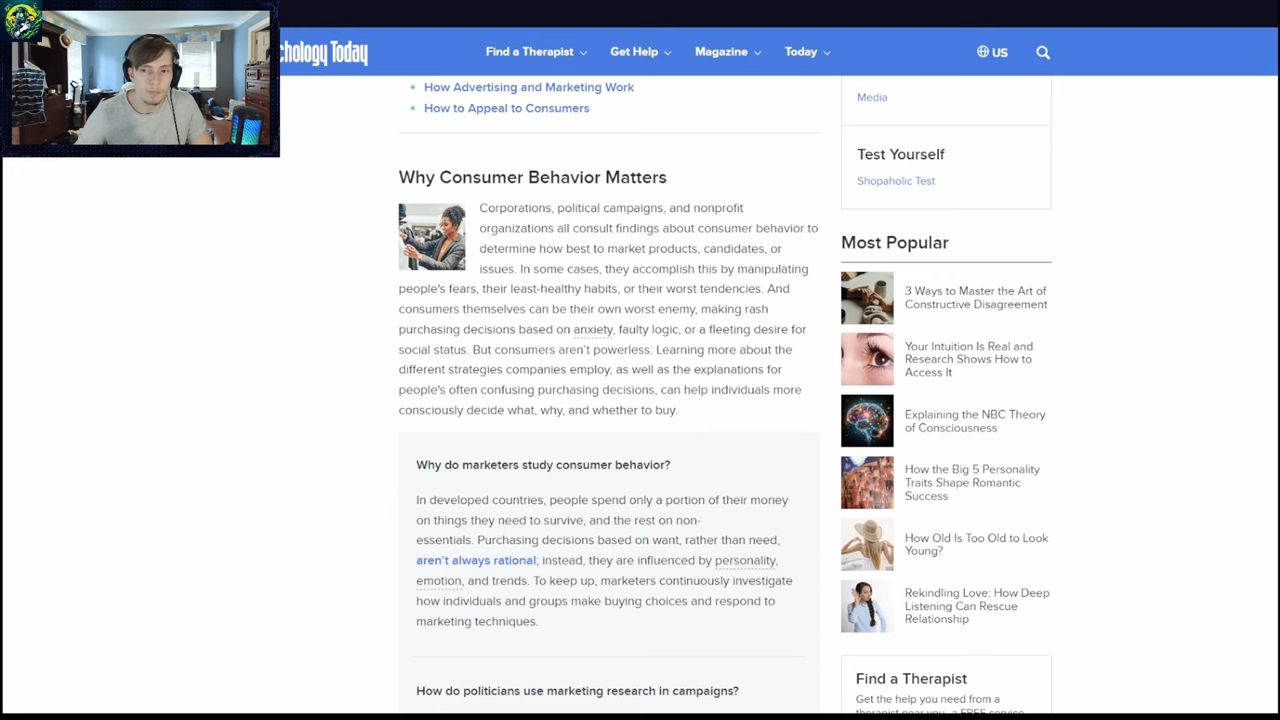 chology Today
Find a Therapist
Get Help
Magazine
Today
US
How Advertising and Marketing Work
How to Appeal to Consumers
Why Consumer Behavior Matters
Corporations, political campaigns, and nonprofit
organizations all consult findings about consumer behavior to
determine how best to market products, candidates, or
issues. In some cases, they accomplish this by manipulating
people's fears, their least-healthy habits, or their worst tendencies. And
consumers themselves can be their own worst enemy, making rash
purchasing decisions based on anxiety, faulty logic, or a fleeting desire for
social status. But consumers aren't powerless: Learning more about the
different strategies companies employ, as well as the explanations for
people's often confusing purchasing decisions, can help individuals more
consciously decide what, why, and whether to buy.
Why do marketers study consumer behavior?
In developed countries, people spend only a portion of their money
on things they need to survive, and the rest on non-
essentials. Purchasing decisions based on want, rather than need,
aren't always rational; instead, they are influenced by personality,
emotion, and trends. To keep up, marketers continuously investigate
how individuals and groups make buying choices and respond to
marketing techniques.
How do politicians use marketing research in campaigns?
Media
Test Yourself
Shopaholic Test
Most Popular
3 Ways to Master the Art of
Constructive Disagreement
Your Intuition Is Real and
Research Shows How to
Access It
Explaining the NBC Theory
of Consciousness
How the Big 5 Personality
Traits Shape Romantic
Success
How Old Is Too Old to Look
Young?
Rekindling Love: How Deep
Listening Can Rescue
Relationship
Find a Therapist
Get the help you need from a
therapist near you–a FREE service